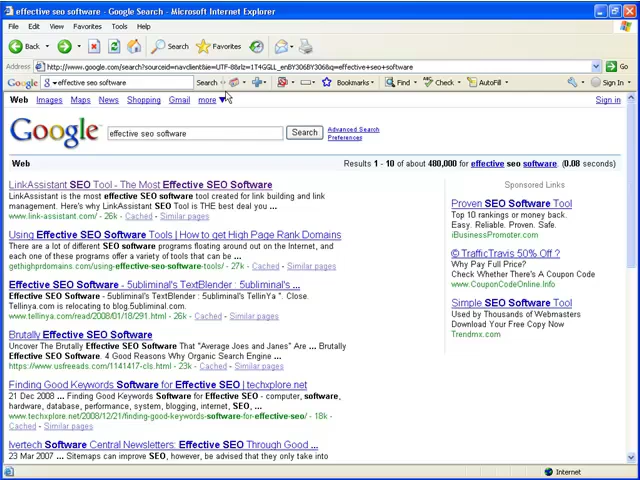 effective seo software - Google Search - Microsoft Internet Explorer
File Edit View Favorites Tools Help
Back Search Favorites
Address http://www.google.com/search?sourceid=navclient&ie=UTF-8&rlz=1T4GGLL_enBY306BY306&q=effective+seo+software Go
Google effective seo software Search Bookmarks Find Check AutoFill Sign In
Web Images Maps News Shopping Gmail more Sign in
Google effective seo software Search Advanced Search
Preferences
Web Results 1 - 10 of about 480,000 for effective seo software. (0.08 seconds)
LinkAssistant SEO Tool - The Most Effective SEO Software
LinkAssistant is the most effective SEO software tool created for link building and link
management. Here's why LinkAssistant SEO Tool is THE best deal you ...
www.link-assistant.com/ - 26k - Cached - Similar pages
Using Effective SEO Software Tools | How to get High Page Rank Domains
There are a lot of different SEO software programs floating around out on the Internet, and
each one of these programs offer a variety of tools that can be ...
gethighprdomains.com/using-effective-seo-software-tools/ - 27k - Cached - Similar pages
Effective SEO Software - 5ubliminal's TextBlender : 5ubliminal's ...
Effective SEO Software - 5ubliminal's TextBlender : 5ubliminal's TellinYa ". Close.
Tellinya.com is relocating to blog.5ubliminal.com.
www.tellinya.com/read/2008/01/18/291.html - 26k - Cached - Similar pages
Brutally Effective SEO Software
Uncover The Brutally Effective SEO Software That "Average Joes and Janes" Are ... Brutally
Effective SEO Software. 4 Good Reasons Why Organic Search Engine ...
https://www.usfreeads.com/1141417-cls.html - 23k - Cached - Similar pages
Finding Good Keywords Software for Effective SEO | techxplore.net
21 Dec 2008 ... Finding Good Keywords Software for Effective SEO - computer, software,
hardware, database, performance, system, blogging, internet, SEO, ...
www.techxplore.net/2008/12/21/finding-good-keywords-software-for-effective-seo/ - 18k -
Cached - Similar pages
Ivertech Software Central Newsletters: Effective SEO Through Good ...
23 Mar 2007 ... Sitemaps can improve SEO, however, be advised that they only take into
Sponsored Links
Proven SEO Software Tool
Top 10 rankings or money back.
Easy. Reliable. Proven. Safe.
iBusinessPromoter.com
© TrafficTravis 50% Off ?
Why Pay Full Price?
Check Whether There's A Coupon Code
www.CouponCodeOnline.Info
Simple SEO Software Tool
Used by Thousands of Webmasters
Download Your Free Copy Now
Trendmx.com
Internet